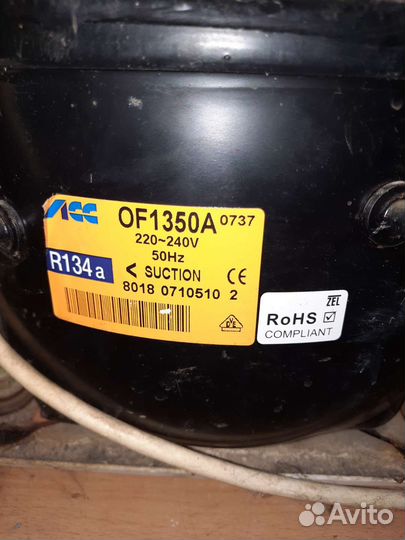 ACC OF1350A 0737
220~240V
50Hz
R134a < SUCTION CE
8018 0710510 2
ZEL
RoHS
COMPLIANT
Avito